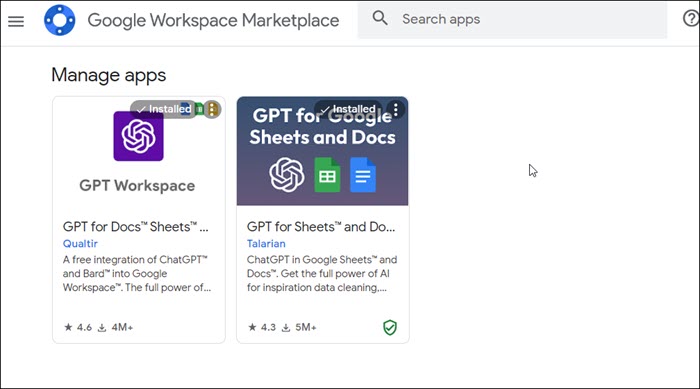 Google Workspace Marketplace
Search apps
Manage apps
Installed
GPT Workspace
GPT for Docs™ Sheets™ ...
Qualtir
A free integration of ChatGPT™
and Bard™ into Google
Workspace™. The full power of...
4.6 4M+
Installed
GPT for Google
Sheets and Docs
GPT for Sheets™ and Do...
Talarian
ChatGPT in Google Sheets™ and
Docs™. Get the full power of AI
for inspiration data cleaning,...
4.3 5M+